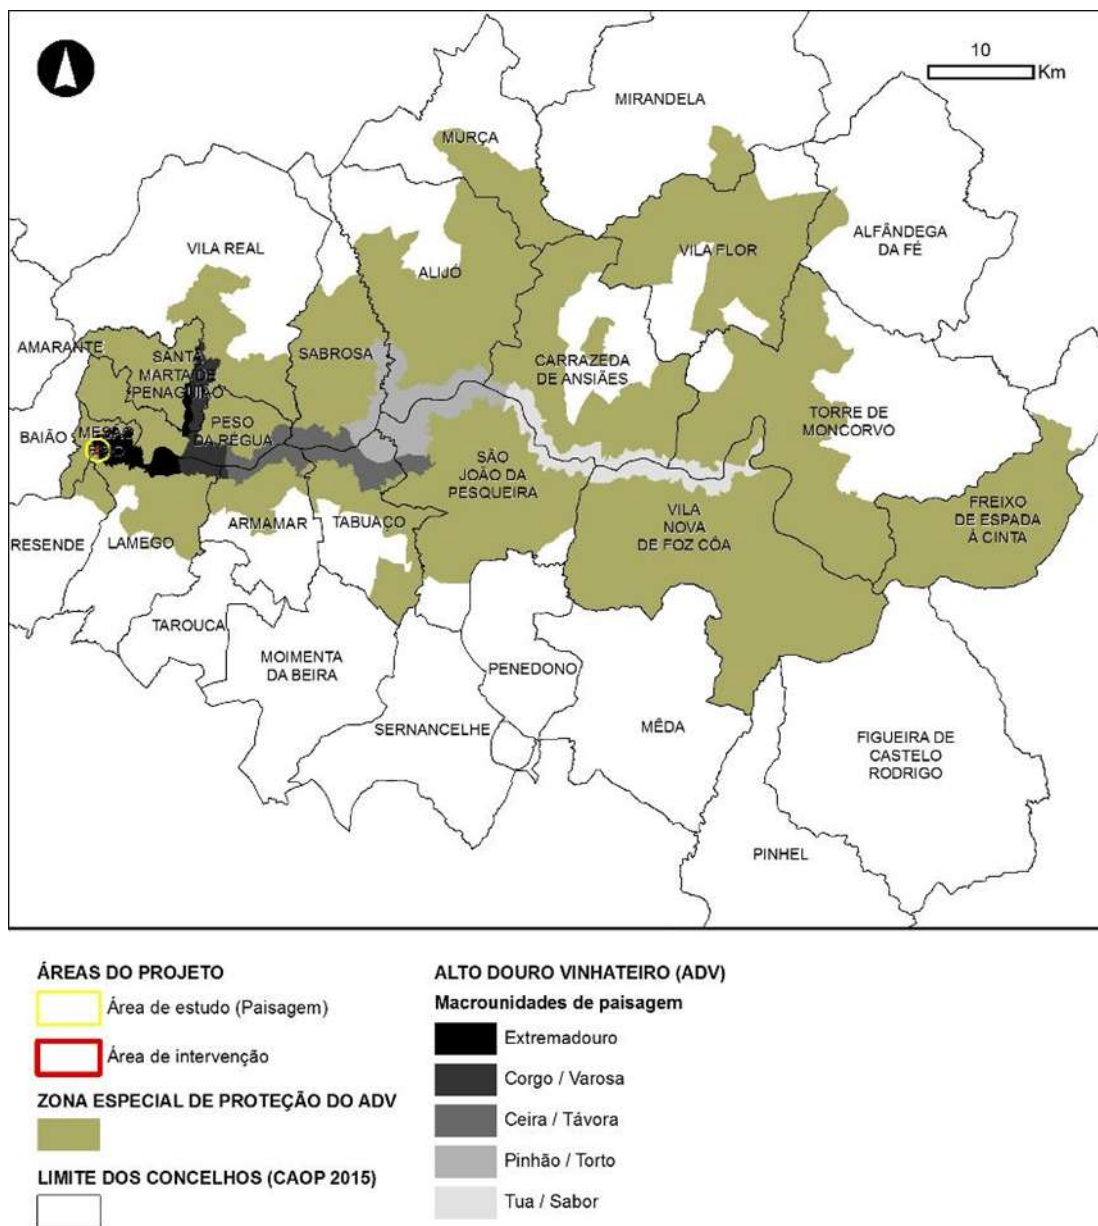 10
Km
MIRANDELA
MURÇA
VILA REAL
ALIJÓ
VILA FLOR
ALFÂNDEGA
DA FÉ
AMARANTE
SANTA
MARTA DE
PENAGUIÃO
SABROSA
CARRAZEDA
DE ANSIÃES
BAIÃO
PESO
DA RÉGUA
TORRE DE
MONCORVO
SÃO
JOÃO DA
PESQUEIRA
VILA
NOVA
DE FOZ CÔA
FREIXO
DE ESPADA
À CINTA
RESENDE
LAMEGO
ARMAMAR
TABUAÇO
TAROUCA
MOIMENTA
DA BEIRA
PENEDONO
SERNANCELHE
MÊDA
FIGUEIRA DE
CASTELO
RODRIGO
PINHEL
ÁREAS DO PROJETO
Área de estudo (Paisagem)
Área de intervenção
ZONA ESPECIAL DE PROTEÇÃO DO ADV
LIMITE DOS CONCELHOS (CAOP 2015)
ALTO DOURO VINHATEIRO (ADV)
Macrounidades de paisagem
Extremadouro
Corgo / Varosa
Ceira / Távora
Pinhão / Torto
Tua / Sabor